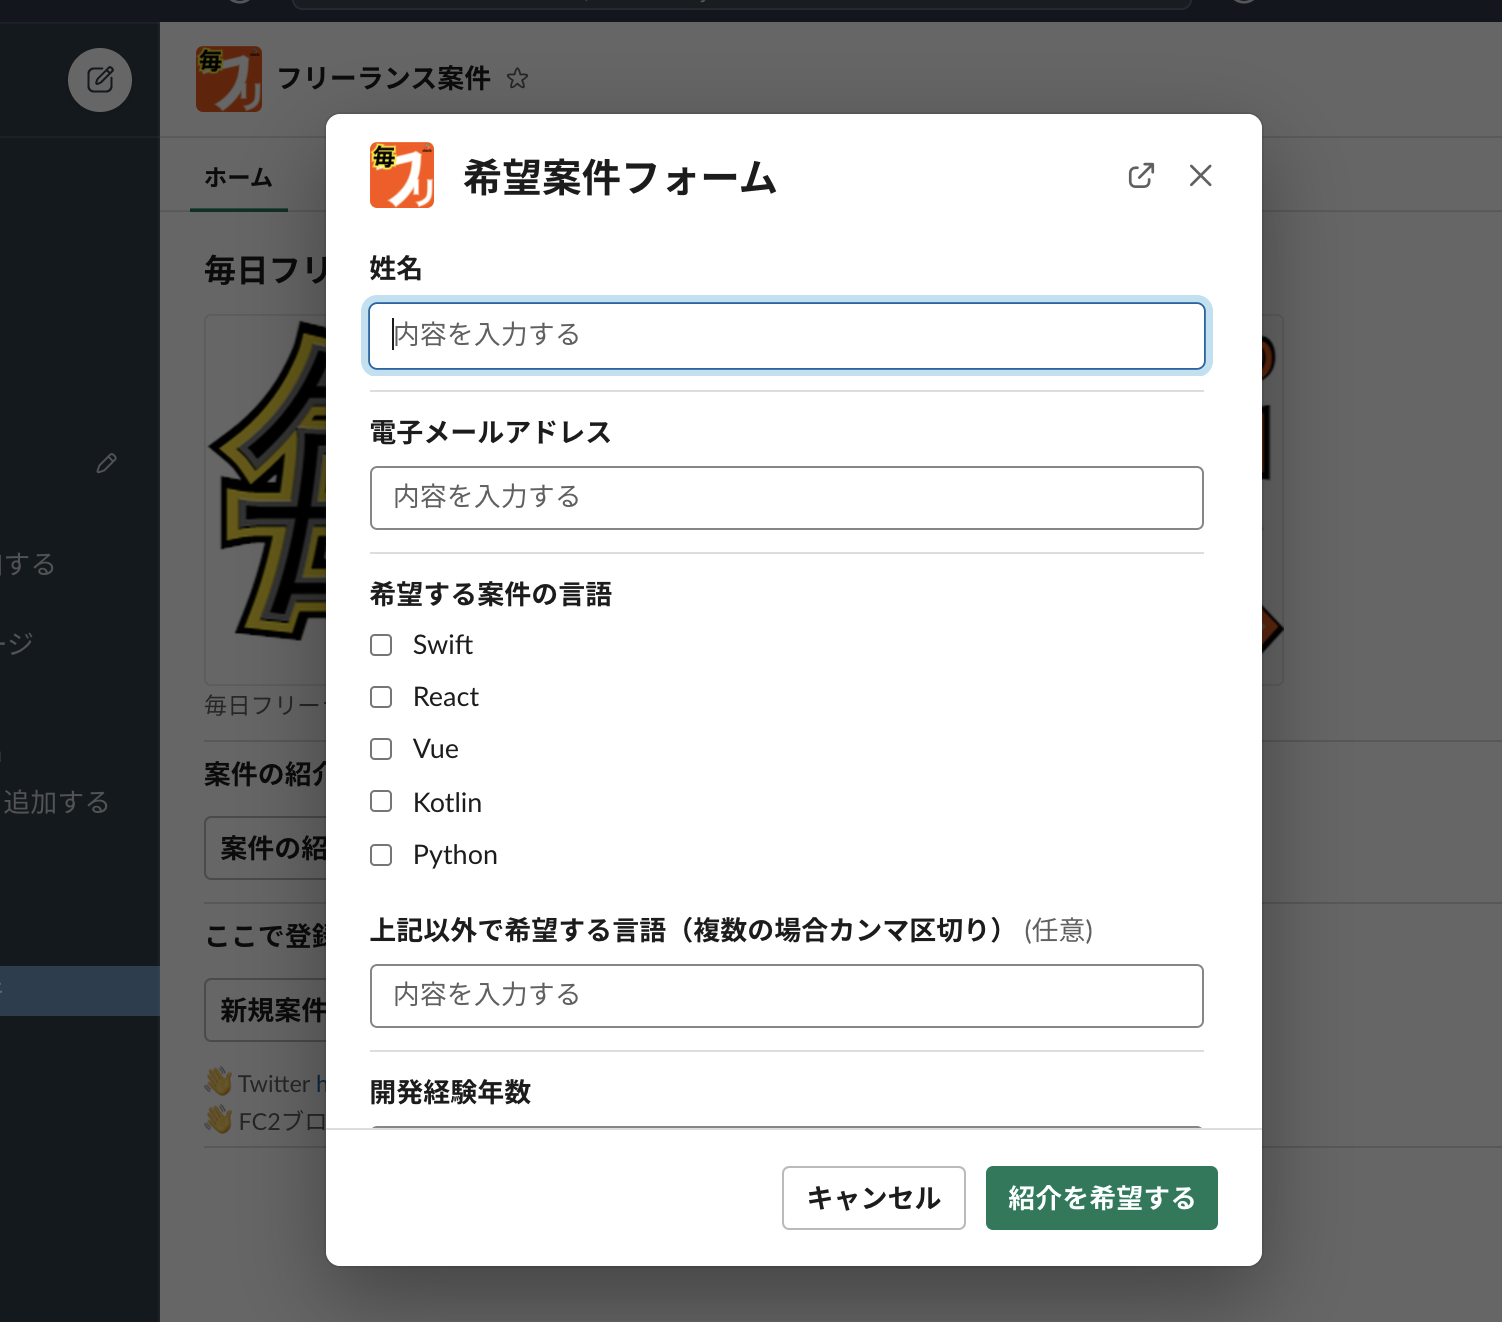 フリーランス案件
ホーム
毎日フリ
毎日フリー
案件の紹介
案件の紹
ここで登録
新規案件
Twitter h
FC2ブロ
する
ージ
追加する
毎
フリ
希望案件フォーム
姓名
内容を入力する
電子メールアドレス
内容を入力する
希望する案件の言語
Swift
React
Vue
Kotlin
Python
上記以外で希望する言語（複数の場合カンマ区切り） (任意)
内容を入力する
開発経験年数
キャンセル
紹介を希望する